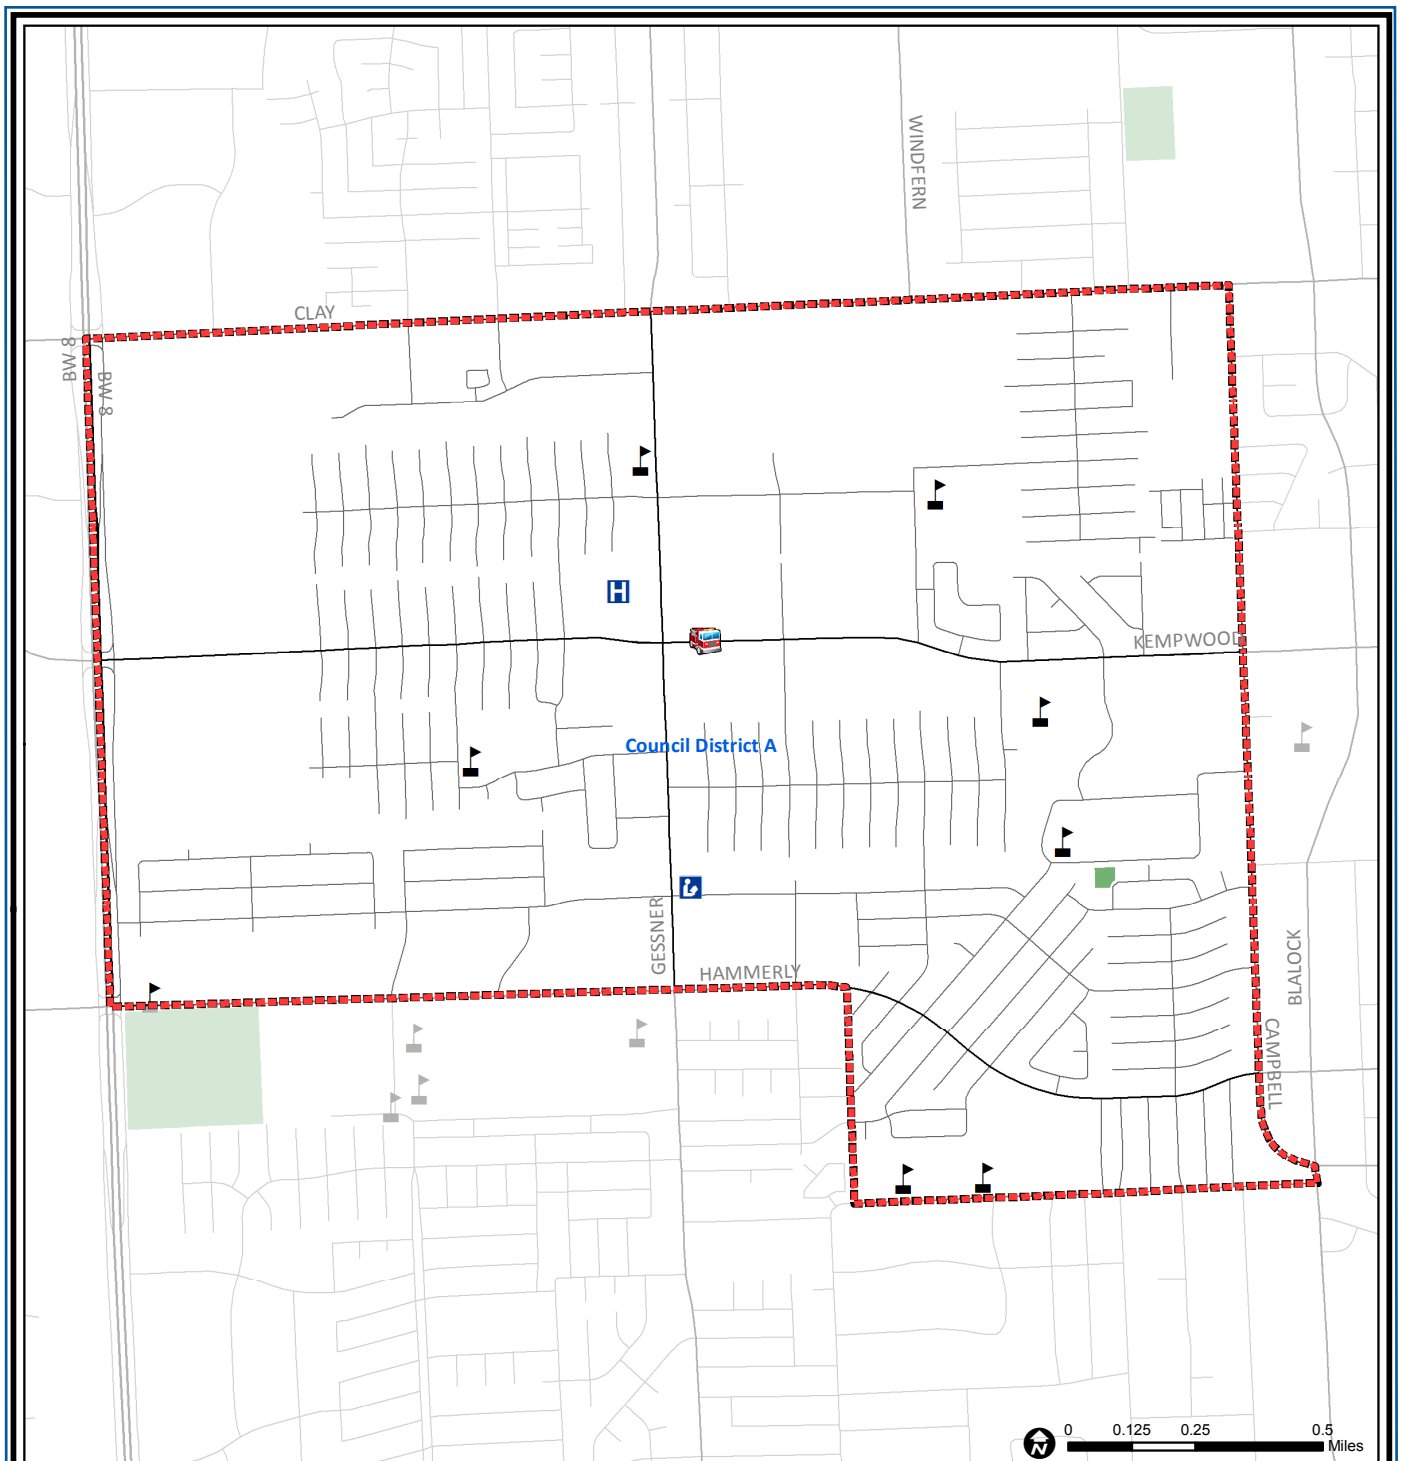 WINDFERN
CLAY
BW 8
BW 8
H
KEMPWOOD
Council District A
GESSNER
HAMMERLY
BLALOCK
CAMPBELL
N
0 0.125 0.25 0.5
Miles